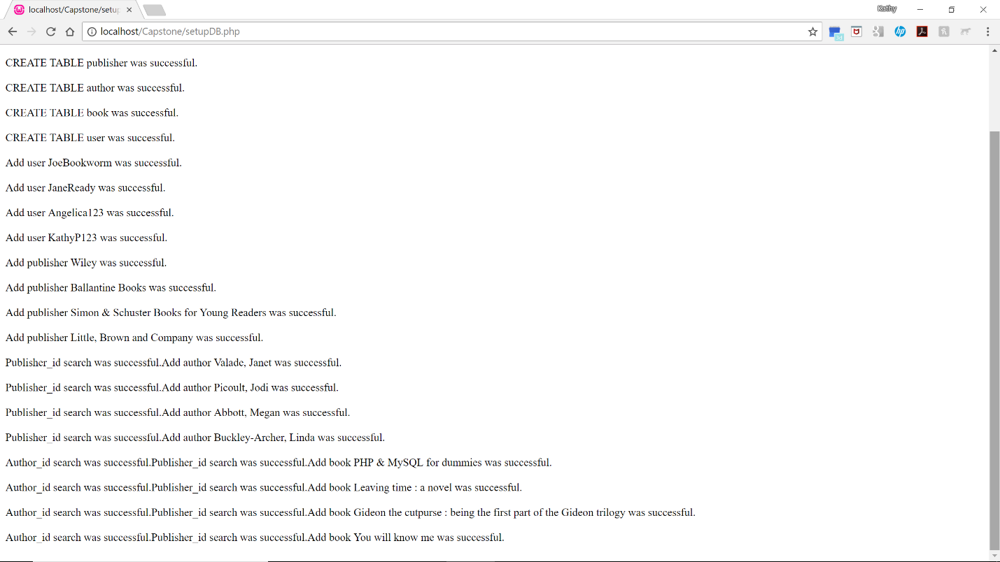 localhost/Capstone/setup
Kathy
localhost/Capstone/setupDB.php
CREATE TABLE publisher was successful.
CREATE TABLE author was successful.
CREATE TABLE book was successful.
CREATE TABLE user was successful.
Add user JoeBookworm was successful.
Add user JaneReady was successful.
Add user Angelica123 was successful.
Add user KathyP123 was successful.
Add publisher Wiley was successful.
Add publisher Ballantine Books was successful.
Add publisher Simon & Schuster Books for Young Readers was successful.
Add publisher Little, Brown and Company was successful.
Publisher_id search was successful.Add author Valade, Janet was successful.
Publisher_id search was successful.Add author Picoult, Jodi was successful.
Publisher_id search was successful.Add author Abbott, Megan was successful.
Publisher_id search was successful.Add author Buckley-Archer, Linda was successful.
Author_id search was successful.Publisher_id search was successful.Add book PHP & MySQL for dummies was successful.
Author_id search was successful.Publisher_id search was successful.Add book Leaving time : a novel was successful.
Author_id search was successful.Publisher_id search was successful.Add book Gideon the cutpurse : being the first part of the Gideon trilogy was successful.
Author_id search was successful.Publisher_id search was successful.Add book You will know me was successful.